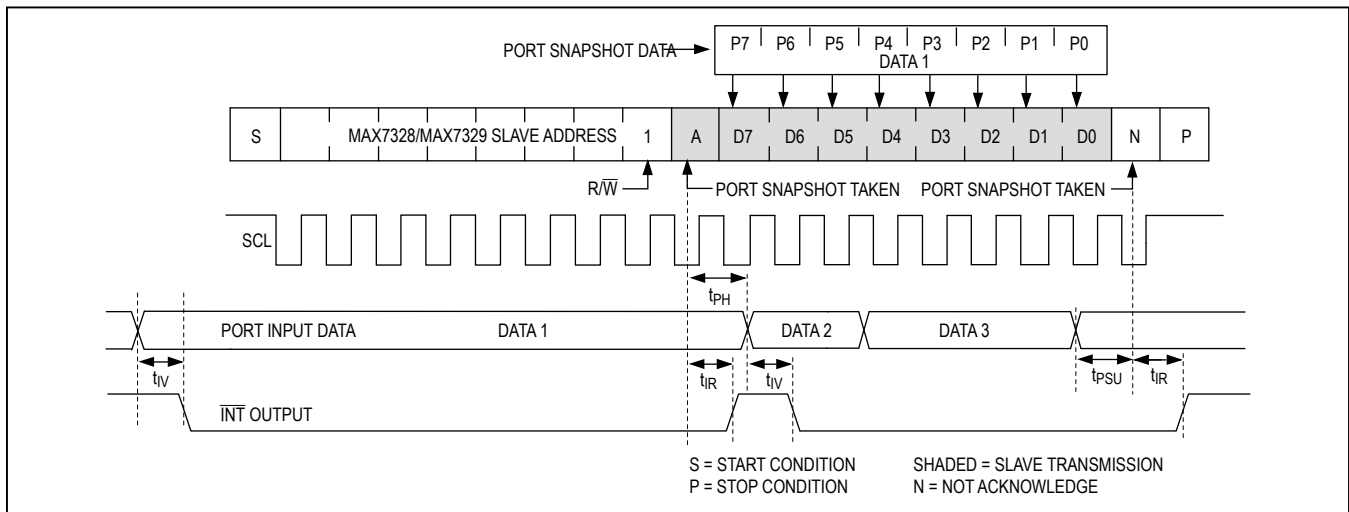 PORT SNAPSHOT DATA P7 P6 P5 P4 P3 P2 P1 P0
DATA 1
S MAX7328/MAX7329 SLAVE ADDRESS 1 A D7 D6 D5 D4 D3 D2 D1 D0 N P
R/W̅ PORT SNAPSHOT TAKEN PORT SNAPSHOT TAKEN
SCL
tPH
PORT INPUT DATA DATA 1 DATA 2 DATA 3
tIV tIR tIV tPSU tIR
I̅N̅T̅ OUTPUT
S = START CONDITION SHADED = SLAVE TRANSMISSION
P = STOP CONDITION N = NOT ACKNOWLEDGE